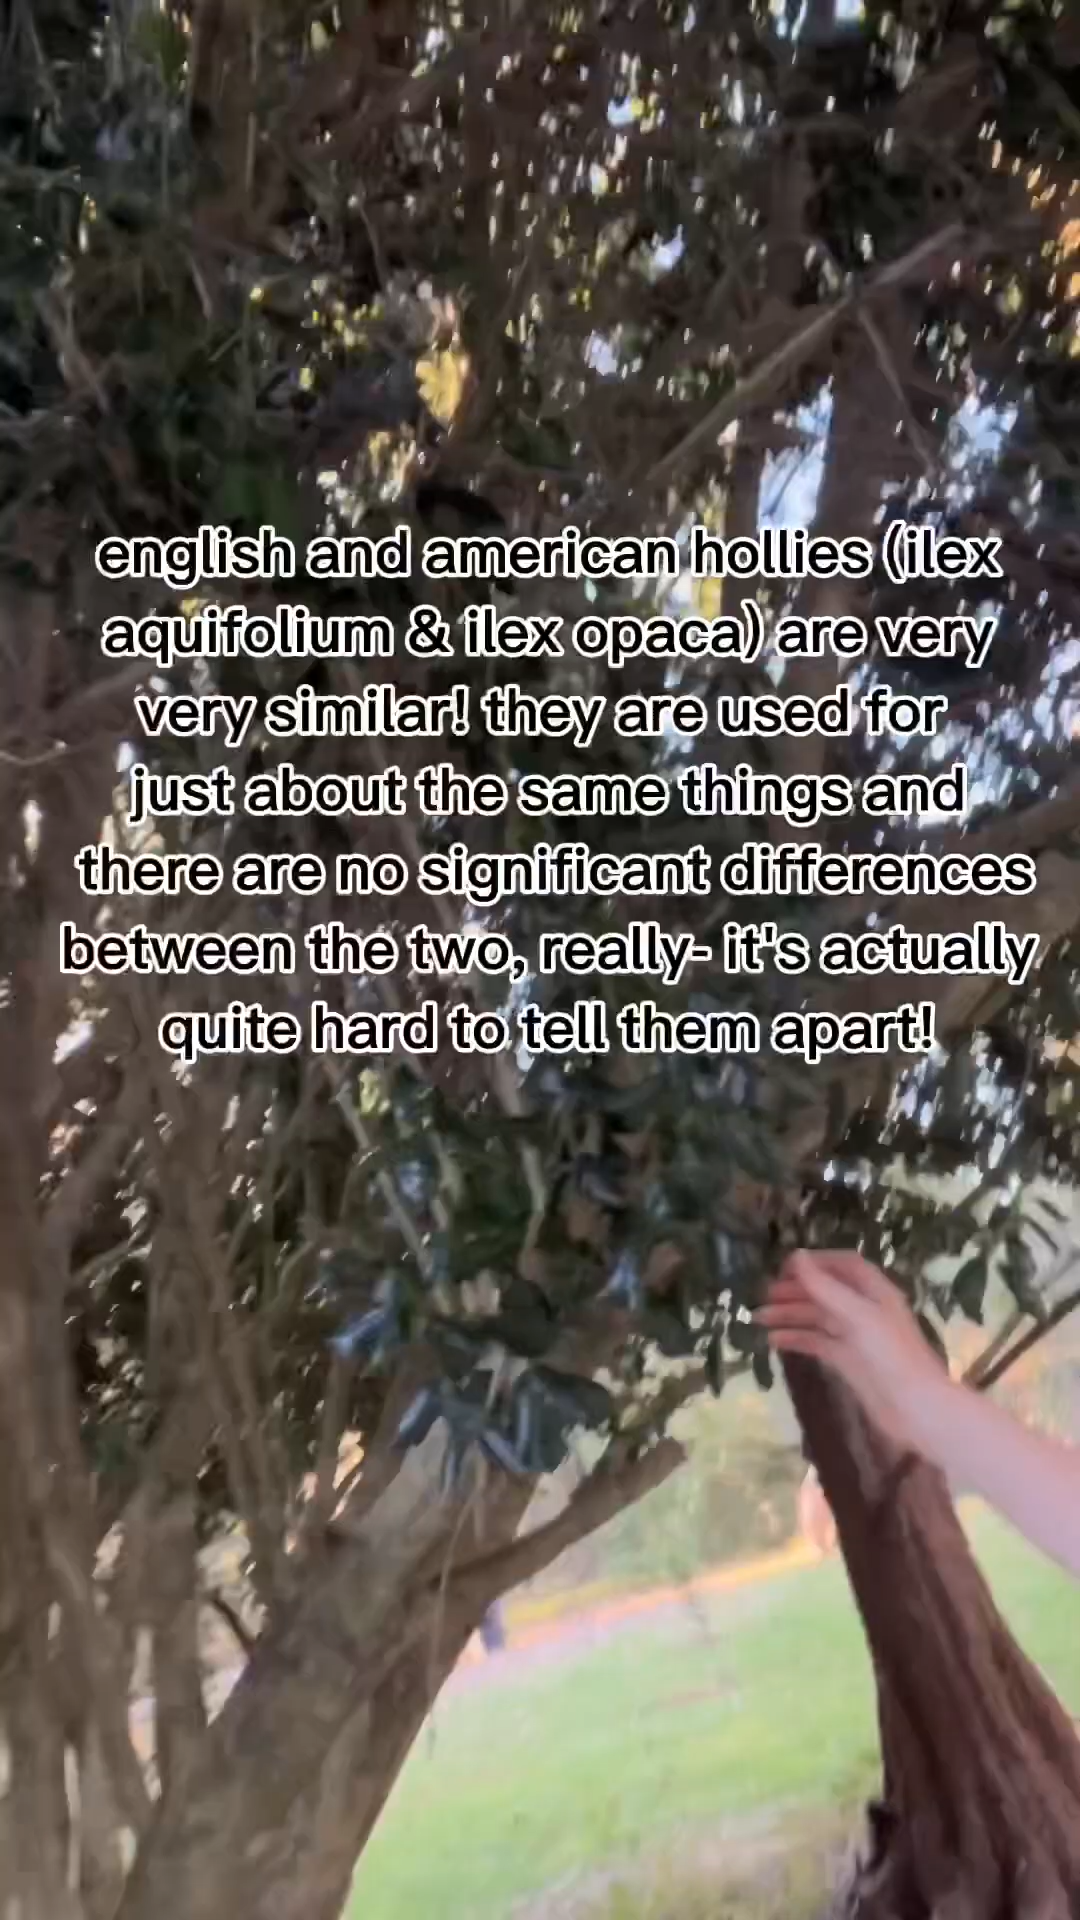 english and american hollies (ilex
aquifolium & ilex opaca) are very
very similar! they are used for
just about the same things and
there are no significant differences
between the two, really- it's actually
quite hard to tell them apart!